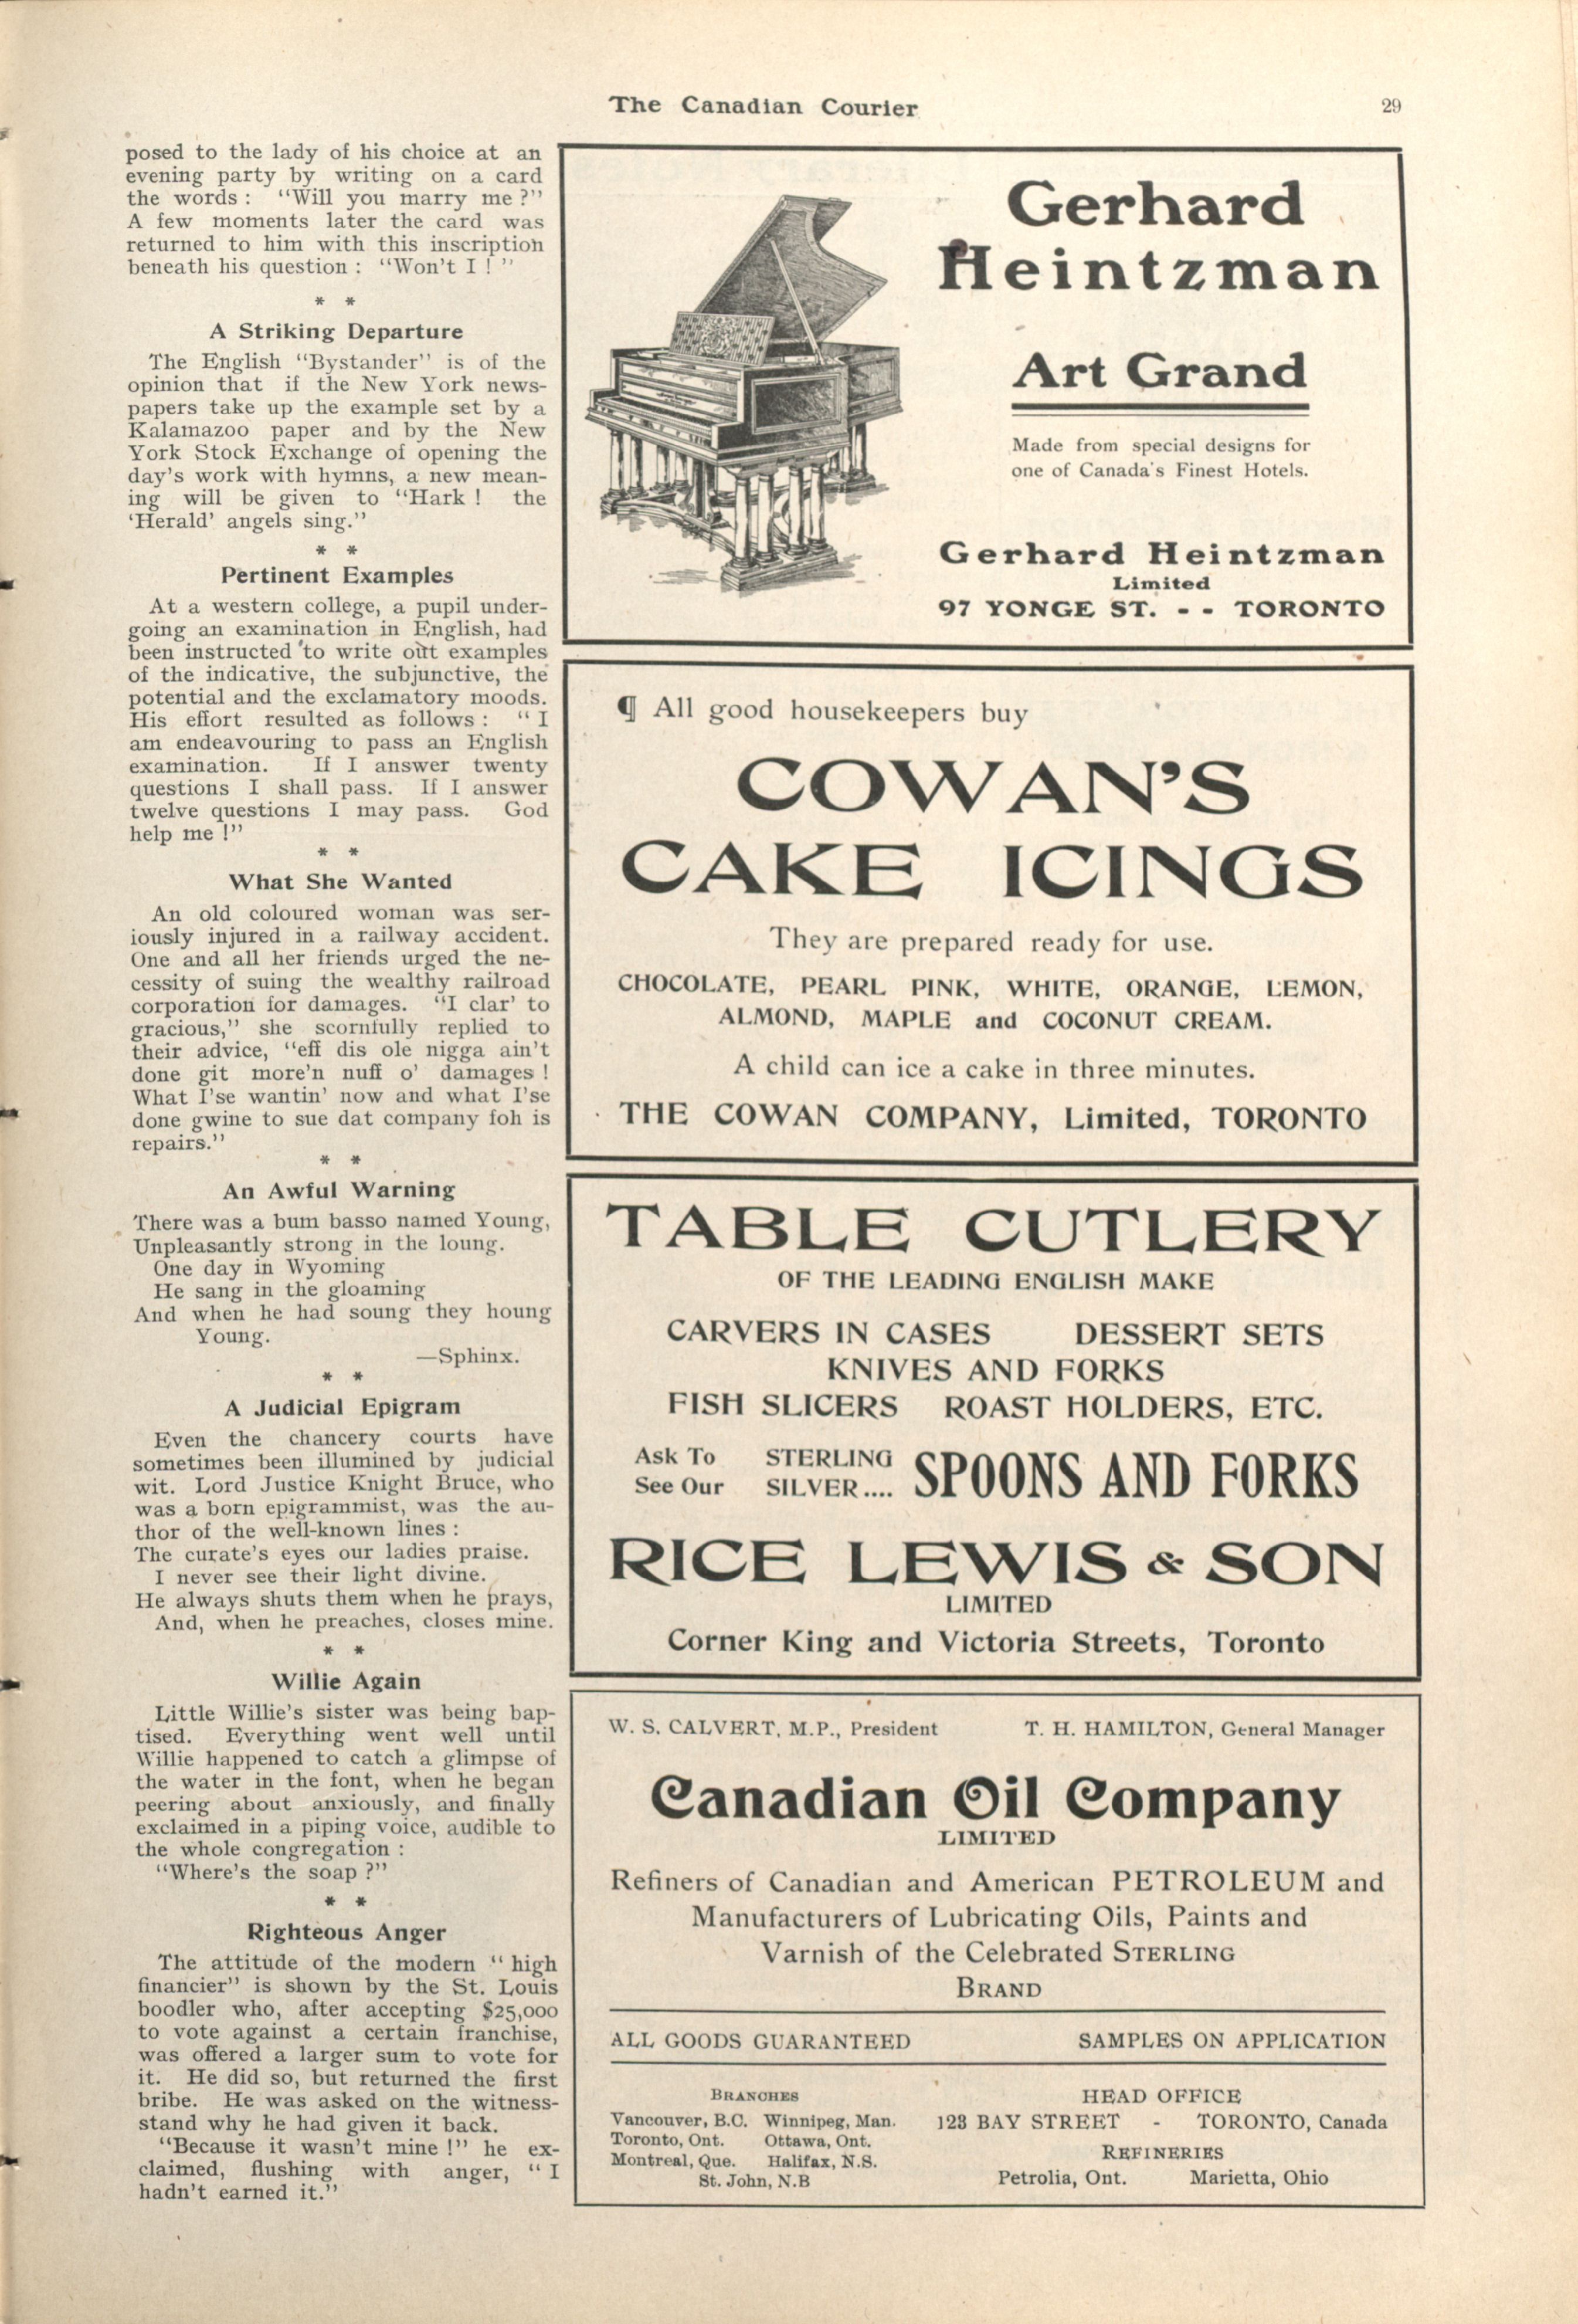 The Canadian Courier
29
posed to the lady of his choice at an
evening party by writing on a card
the words : "Will you marry me ?"
A few moments later the card was
returned to him with this inscription
beneath his question : "Won't I ! "
* *
A Striking Departure
The English "Bystander" is of the
opinion that if the New York news-
papers take up the example set by a
Kalamazoo paper and by the New
York Stock Exchange of opening the
day's work with hymns, a new mean-
ing will be given to "Hark ! the
'Herald' angels sing."
* *
Pertinent Examples
At a western college, a pupil under-
going an examination in English, had
been instructed to write out examples
of the indicative, the subjunctive, the
potential and the exclamatory moods.
His effort resulted as follows : " I
am endeavouring to pass an English
examination. If I answer twenty
questions I shall pass. If I answer
twelve questions I may pass. God
help me !"
* *
What She Wanted
An old coloured woman was ser-
iously injured in a railway accident.
One and all her friends urged the ne-
cessity of suing the wealthy railroad
corporation for damages. "I clar' to
gracious," she scornfully replied to
their advice, "eff dis ole nigga ain't
done git more'n nuff o' damages !
What I'se wantin' now and what I'se
done gwine to sue dat company foh is
repairs."
* *
An Awful Warning
There was a bum basso named Young,
Unpleasantly strong in the loung.
One day in Wyoming
He sang in the gloaming
And when he had soung they houng
Young.
—Sphinx.
* *
A Judicial Epigram
Even the chancery courts have
sometimes been illumined by judicial
wit. Lord Justice Knight Bruce, who
was a born epigrammist, was the au-
thor of the well-known lines :
The curate's eyes our ladies praise.
I never see their light divine.
He always shuts them when he prays,
And, when he preaches, closes mine.
* *
Willie Again
Little Willie's sister was being bap-
tised. Everything went well until
Willie happened to catch a glimpse of
the water in the font, when he began
peering about anxiously, and finally
exclaimed in a piping voice, audible to
the whole congregation :
"Where's the soap ?"
* *
Righteous Anger
The attitude of the modern " high
financier" is shown by the St. Louis
boodler who, after accepting $25,000
to vote against a certain franchise,
was offered a larger sum to vote for
it. He did so, but returned the first
bribe. He was asked on the witness-
stand why he had given it back.
"Because it wasn't mine !" he ex-
claimed, flushing with anger, " I
hadn't earned it."
Gerhard
Heintzman
Art Grand
Made from special designs for
one of Canada's Finest Hotels.
Gerhard Heintzman
Limited
97 YONGE ST. - - TORONTO
¶ All good housekeepers buy
COWAN'S
CAKE ICINGS
They are prepared ready for use.
CHOCOLATE, PEARL PINK, WHITE, ORANGE, LEMON,
ALMOND, MAPLE and COCONUT CREAM.
A child can ice a cake in three minutes.
THE COWAN COMPANY, Limited, TORONTO
TABLE CUTLERY
OF THE LEADING ENGLISH MAKE
CARVERS IN CASES DESSERT SETS
KNIVES AND FORKS
FISH SLICERS ROAST HOLDERS, ETC.
Ask To See Our STERLING SILVER.... SPOONS AND FORKS
RICE LEWIS & SON
LIMITED
Corner King and Victoria Streets, Toronto
W. S. CALVERT, M.P., President T. H. HAMILTON, General Manager
Canadian Oil Company
LIMITED
Refiners of Canadian and American PETROLEUM and
Manufacturers of Lubricating Oils, Paints and
Varnish of the Celebrated STERLING
BRAND
ALL GOODS GUARANTEED SAMPLES ON APPLICATION
BRANCHES
Vancouver, B.C. Winnipeg, Man.
Toronto, Ont. Ottawa, Ont.
Montreal, Que. Halifax, N.S.
St. John, N.B
HEAD OFFICE
123 BAY STREET - TORONTO, Canada
REFINERIES
Petrolia, Ont. Marietta, Ohio